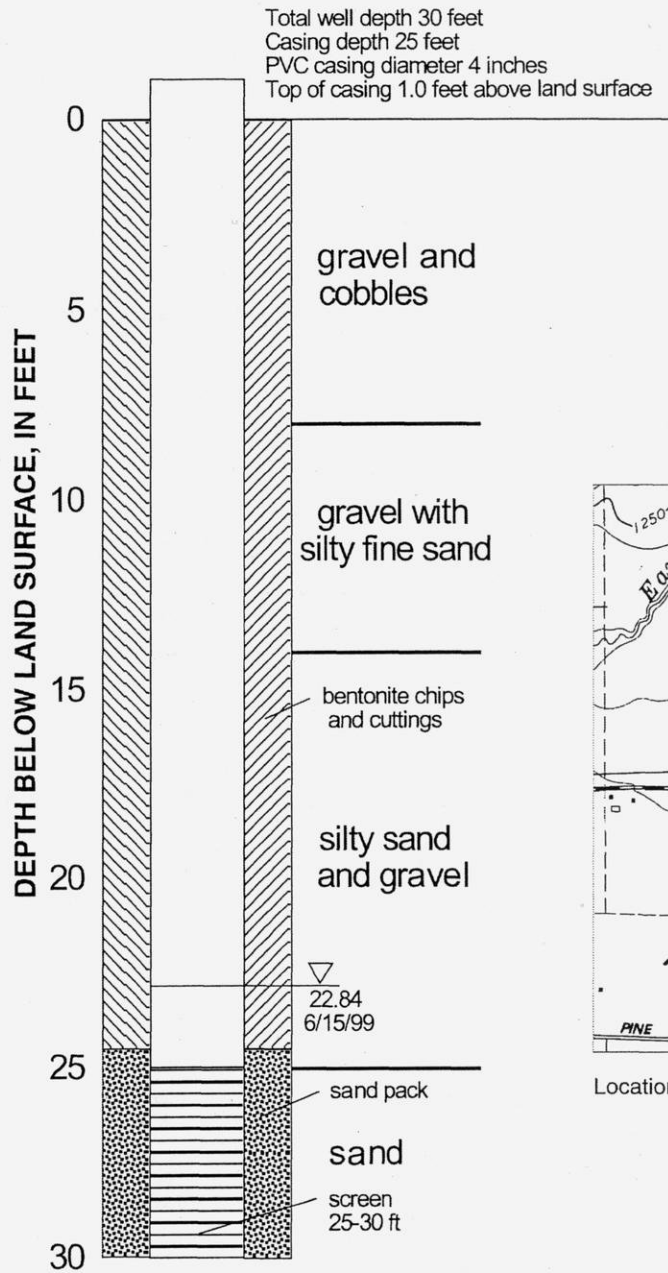 Total well depth 30 feet
Casing depth 25 feet
PVC casing diameter 4 inches
Top of casing 1.0 feet above land surface
DEPTH BELOW LAND SURFACE, IN FEET
0
5
10
15
20
25
30
gravel and
cobbles
gravel with
silty fine sand
bentonite chips
and cuttings
silty sand
and gravel
22.84
6/15/99
sand pack
sand
screen
25-30 ft
1250
Eas
PINE
Location